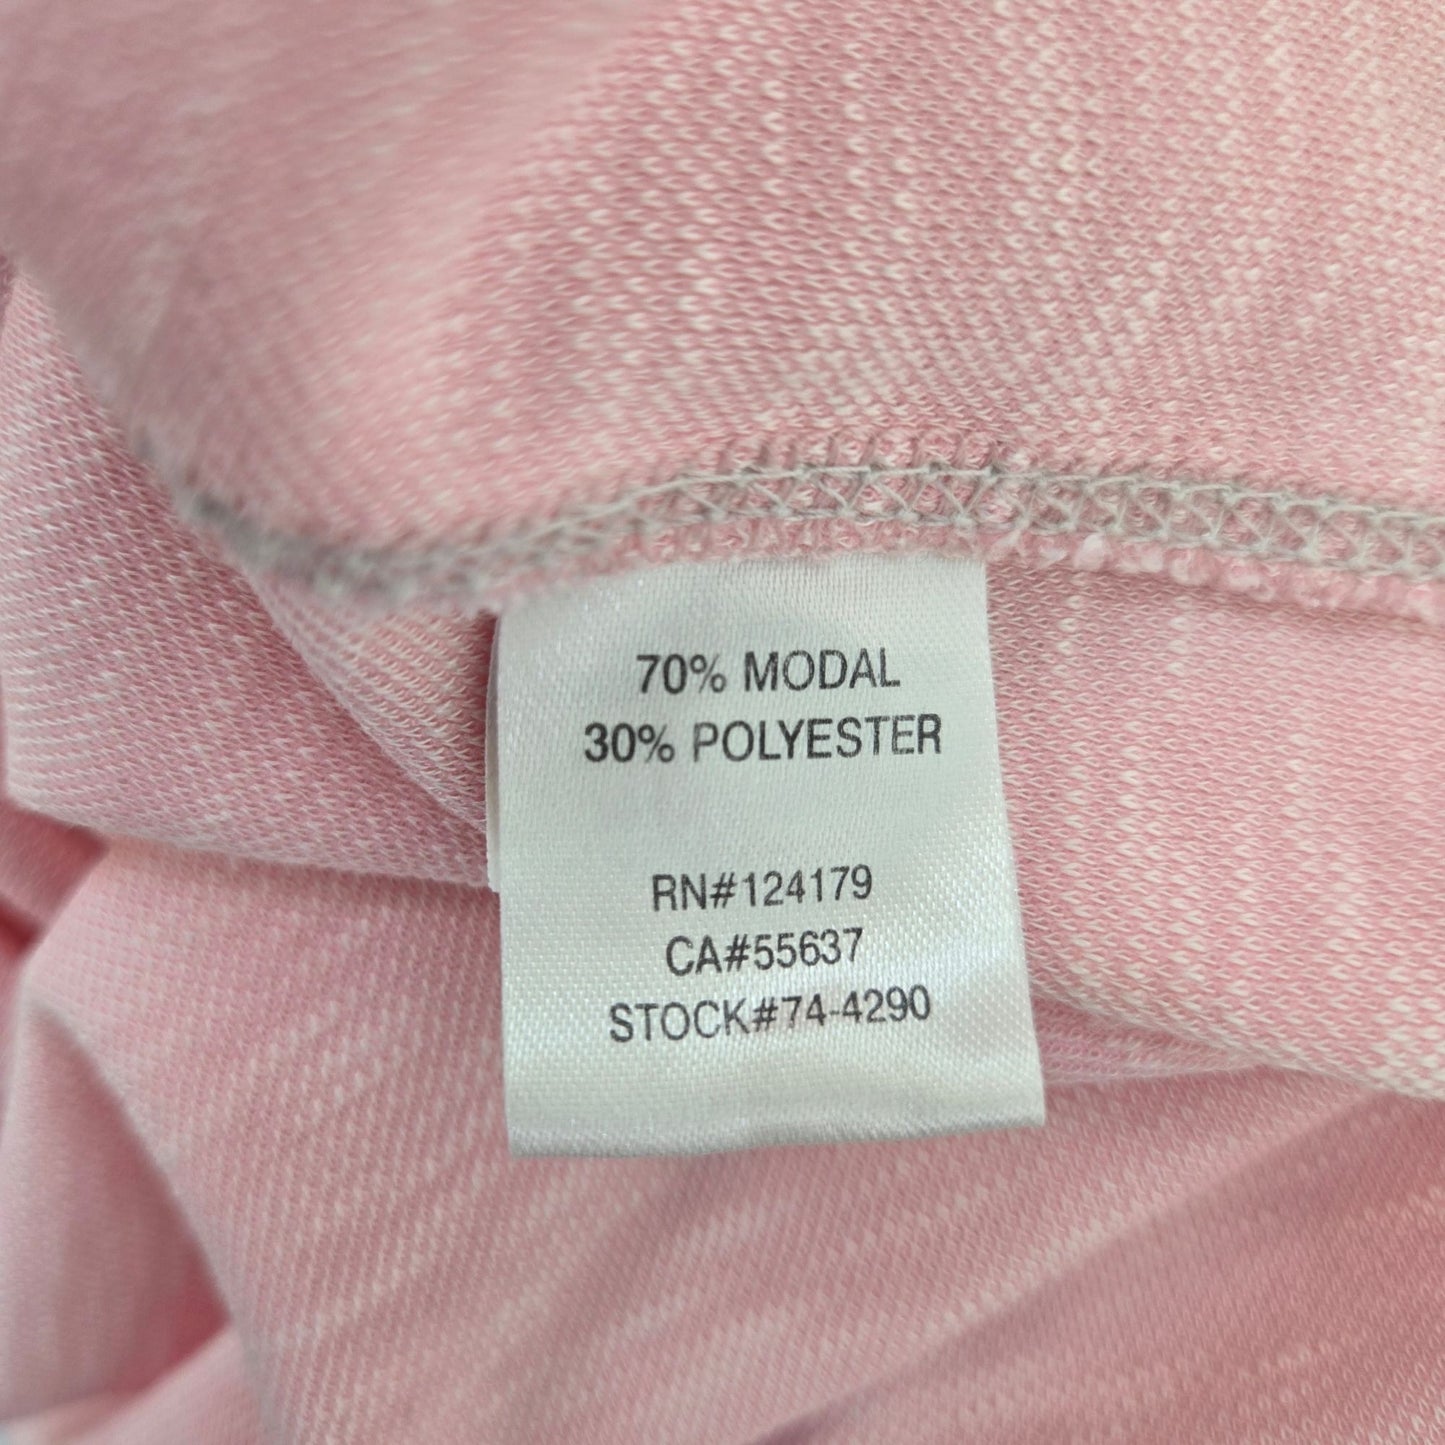 70% MODAL
30% POLYESTER
RN#124179
CA#55637
STOCK#74-4290